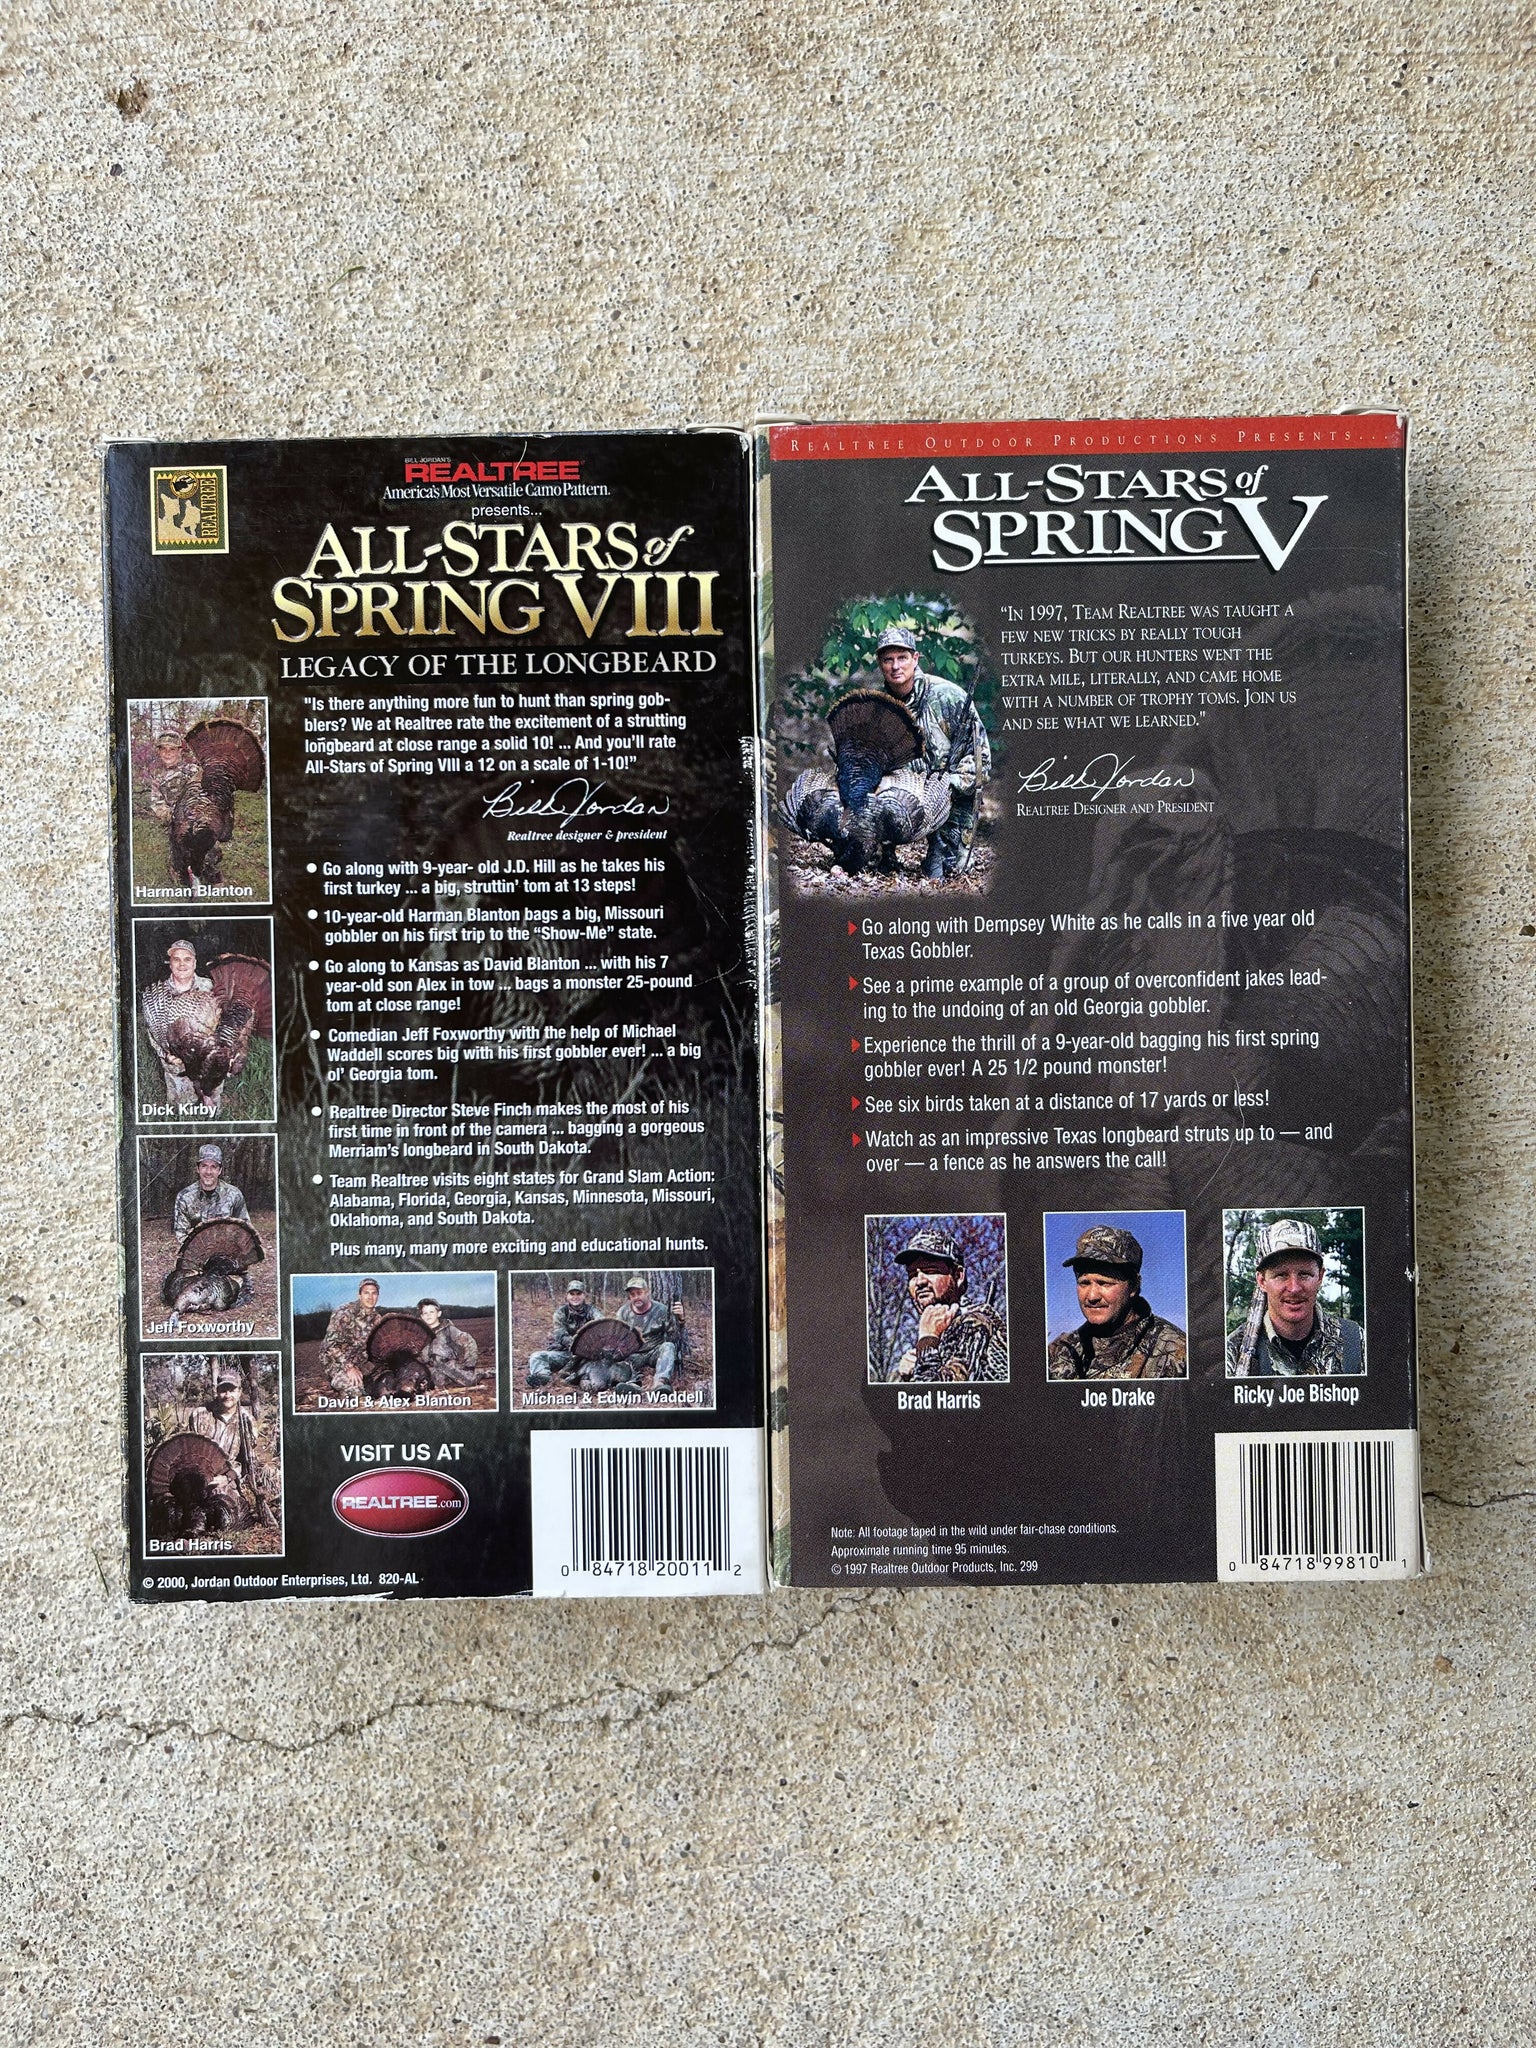 BILL JORDAN'S
REALTREE
America's Most Versatile Camo Pattern.
presents...
REALTREE
ALL-STARS of
SPRING VIII
LEGACY OF THE LONGBEARD
"Is there anything more fun to hunt than spring gob-
blers? We at Realtree rate the excitement of a strutting
longbeard at close range a solid 10! ... And you'll rate
All-Stars of Spring VIII a 12 on a scale of 1-10!"
Bill Jordan
Realtree designer & president
• Go along with 9-year- old J.D. Hill as he takes his
first turkey ... a big, struttin' tom at 13 steps!
• 10-year-old Harman Blanton bags a big, Missouri
gobbler on his first trip to the "Show-Me" state.
• Go along to Kansas as David Blanton ... with his 7
year-old son Alex in tow ... bags a monster 25-pound
tom at close range!
• Comedian Jeff Foxworthy with the help of Michael
Waddell scores big with his first gobbler ever! ... a big
ol' Georgia tom.
• Realtree Director Steve Finch makes the most of his
first time in front of the camera ... bagging a gorgeous
Merriam's longbeard in South Dakota.
• Team Realtree visits eight states for Grand Slam Action:
Alabama, Florida, Georgia, Kansas, Minnesota, Missouri,
Oklahoma, and South Dakota.
Plus many, many more exciting and educational hunts.
Harman Blanton
Dick Kirby
Jeff Foxworthy
Brad Harris
David & Alex Blanton
Michael & Edwin Waddell
VISIT US AT
REALTREE.com
© 2000, Jordan Outdoor Enterprises, Ltd. 820-AL
0 84718 20011 2
REALTREE OUTDOOR PRODUCTIONS PRESENTS...
ALL-STARS of
SPRING V
"IN 1997, TEAM REALTREE WAS TAUGHT A
FEW NEW TRICKS BY REALLY TOUGH
TURKEYS. BUT OUR HUNTERS WENT THE
EXTRA MILE, LITERALLY, AND CAME HOME
WITH A NUMBER OF TROPHY TOMS. JOIN US
AND SEE WHAT WE LEARNED."
Bill Jordan
REALTREE DESIGNER AND PRESIDENT
Go along with Dempsey White as he calls in a five year old
Texas Gobbler.
See a prime example of a group of overconfident jakes lead-
ing to the undoing of an old Georgia gobbler.
Experience the thrill of a 9-year-old bagging his first spring
gobbler ever! A 25 1/2 pound monster!
See six birds taken at a distance of 17 yards or less!
Watch as an impressive Texas longbeard struts up to — and
over — a fence as he answers the call!
Brad Harris
Joe Drake
Ricky Joe Bishop
Note: All footage taped in the wild under fair-chase conditions.
Approximate running time 95 minutes.
© 1997 Realtree Outdoor Products, Inc. 299
0 84718 99810 1